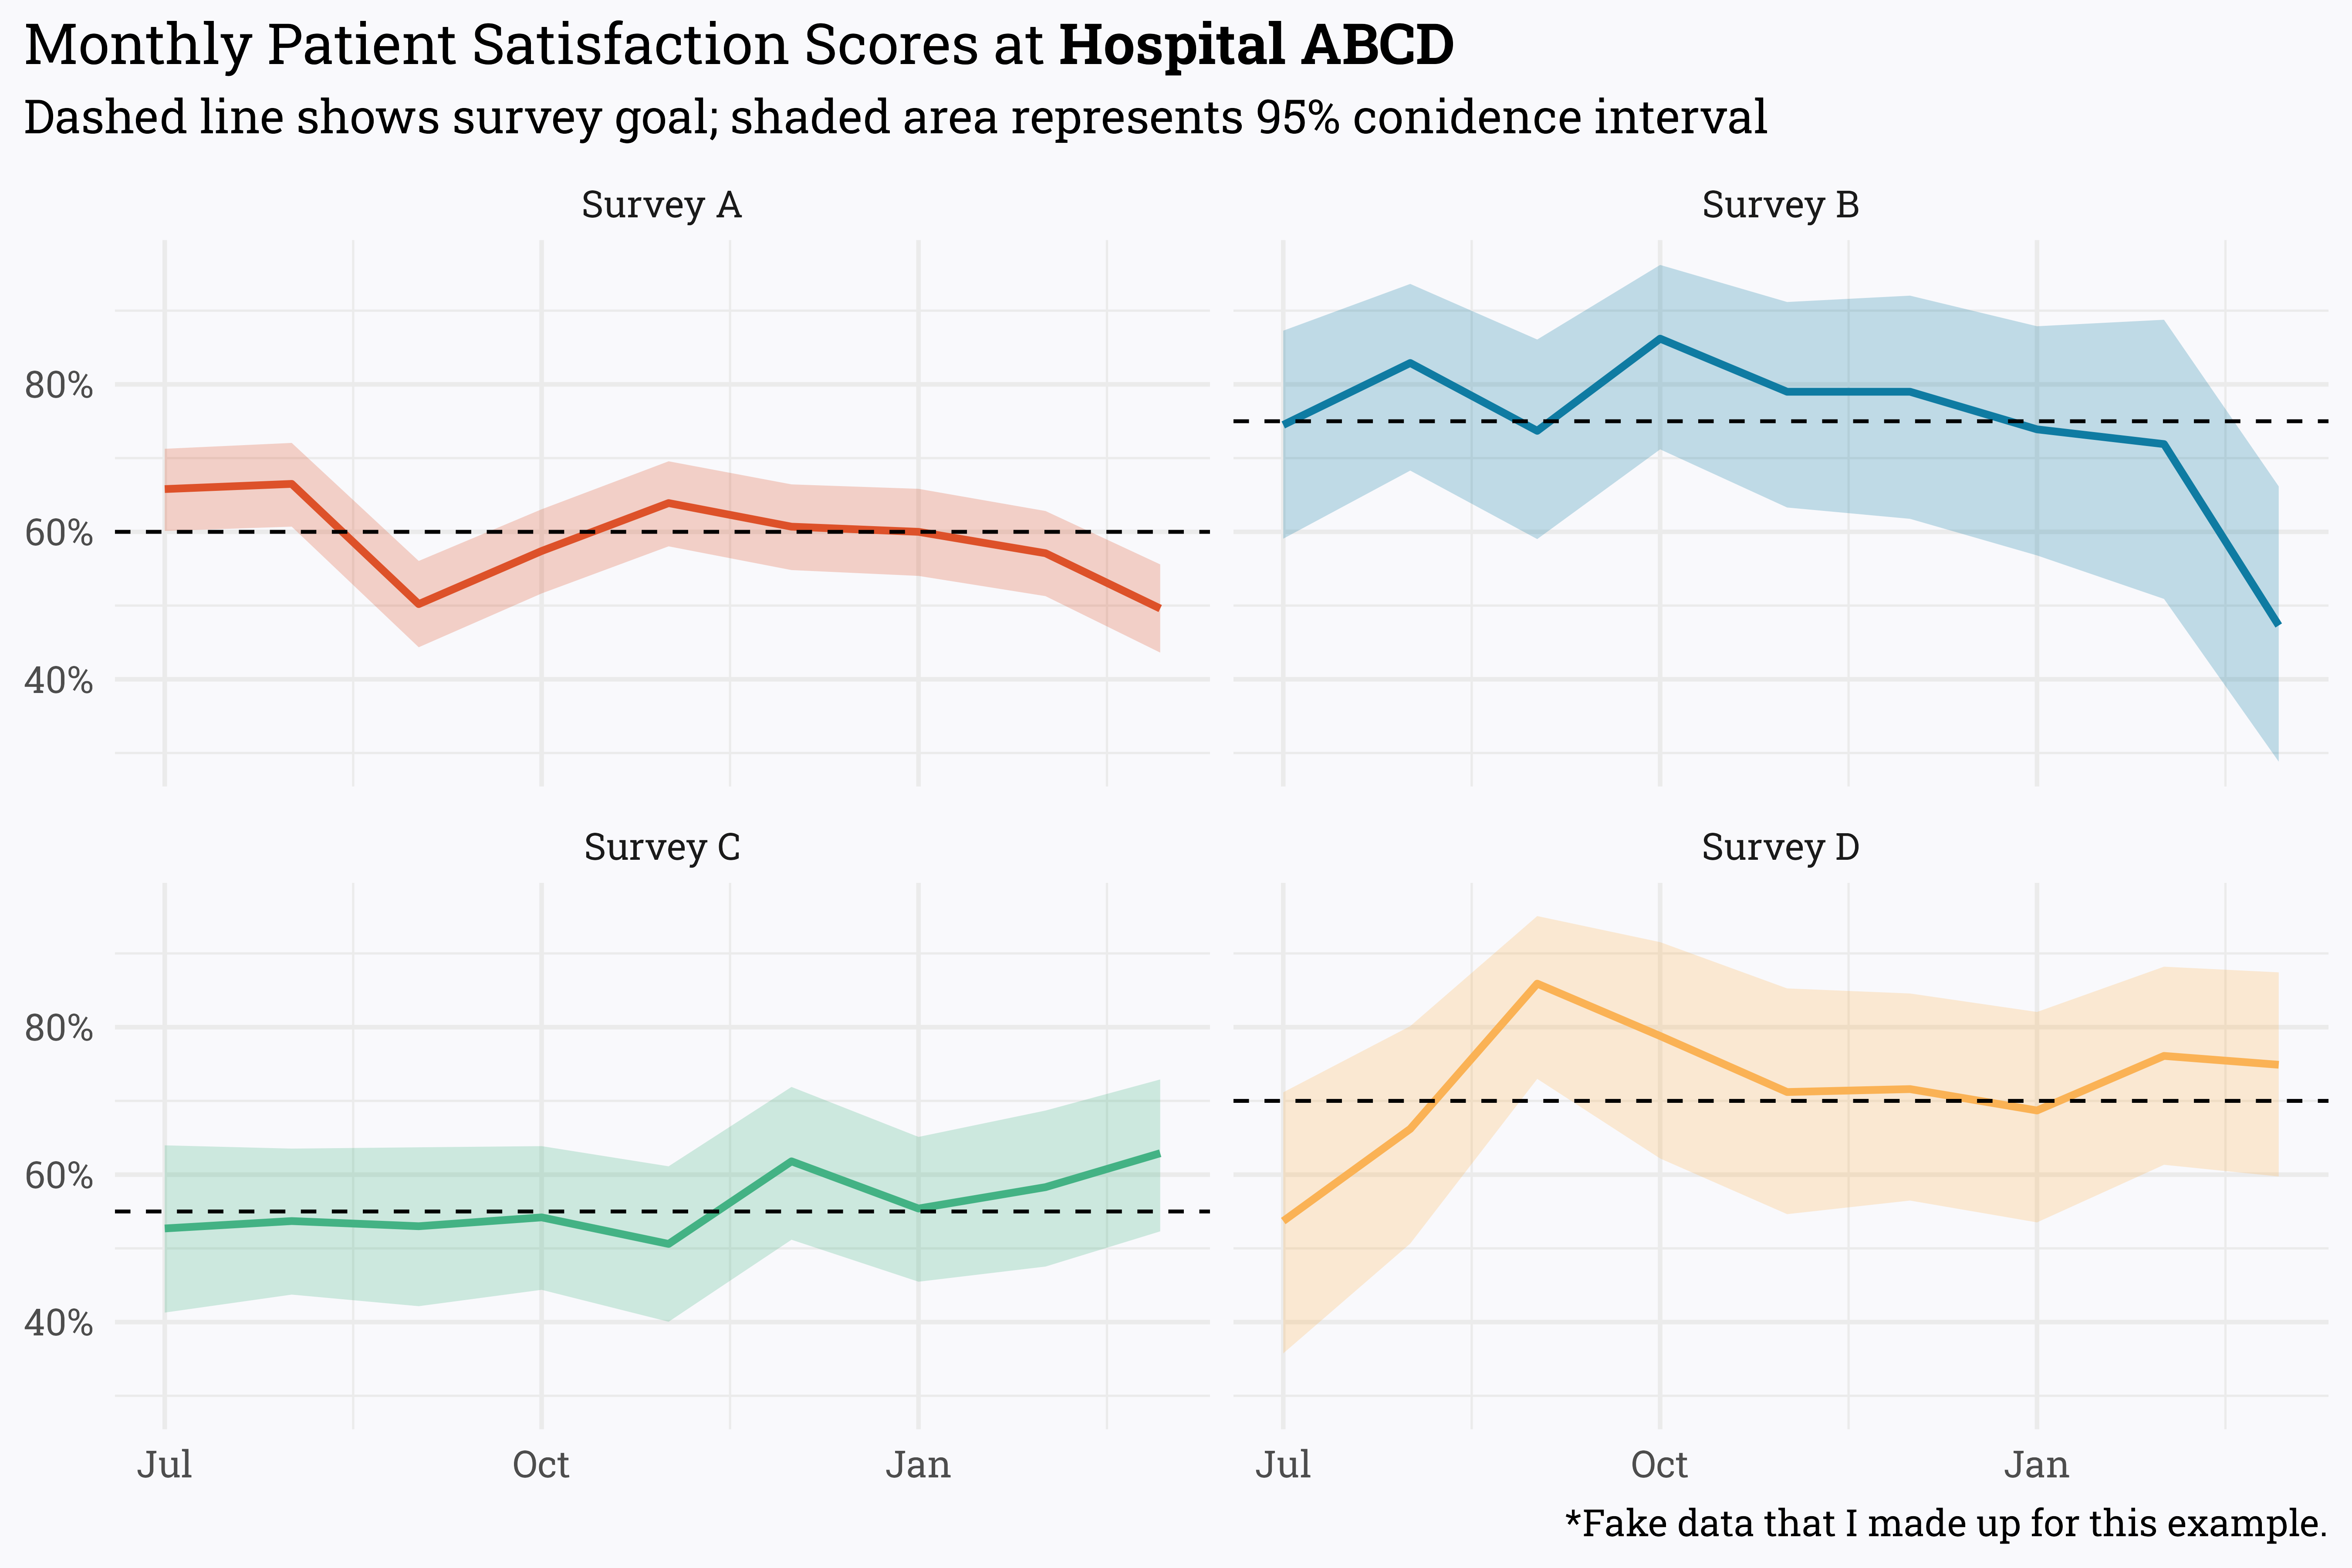 Monthly Patient Satisfaction Scores at Hospital ABCD
Dashed line shows survey goal; shaded area represents 95% conidence interval
Survey A
Survey B
80%
60%
40%
Survey C
Survey D
80%
60%
40%
Jul
Oct
Jan
Jul
Oct
Jan
*Fake data that I made up for this example.